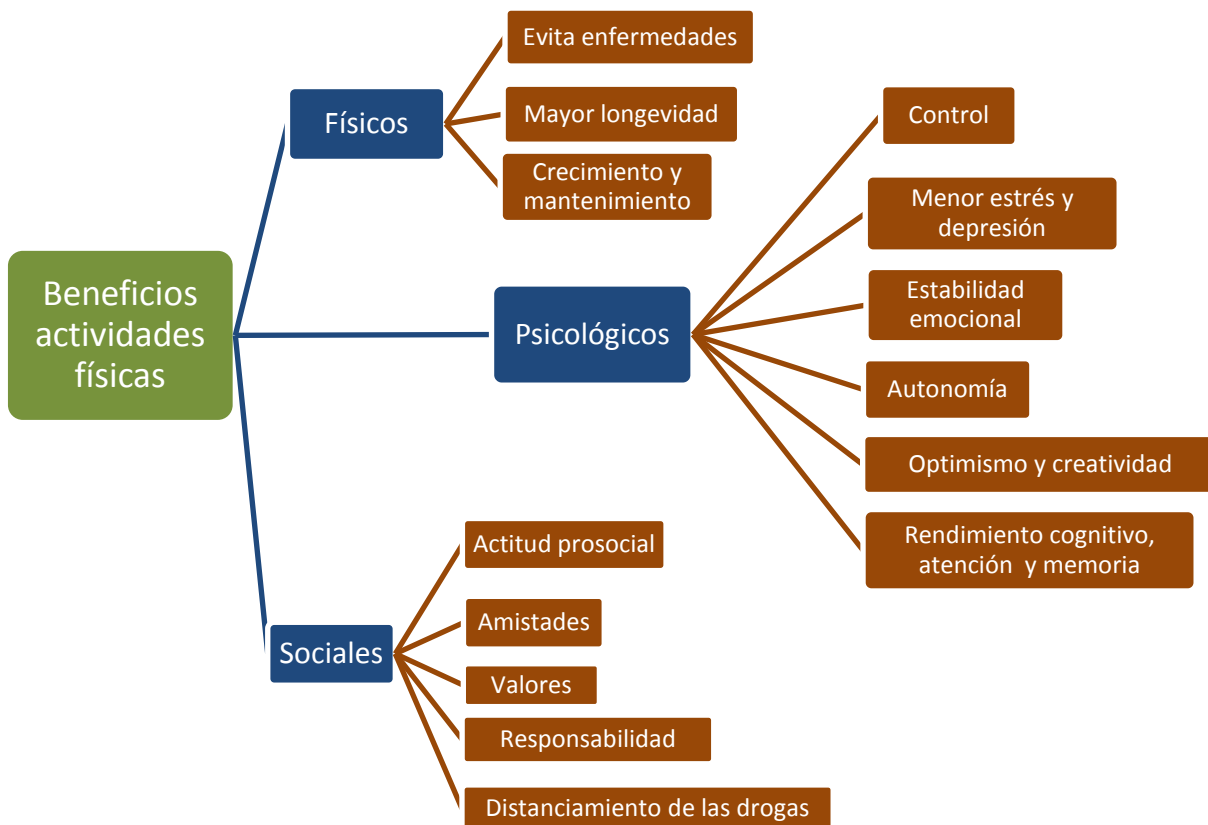 Beneficios
actividades
físicas
Físicos
Evita enfermedades
Mayor longevidad
Crecimiento y
mantenimiento
Psicológicos
Control
Menor estrés y
depresión
Estabilidad
emocional
Autonomía
Optimismo y creatividad
Rendimiento cognitivo,
atención y memoria
Sociales
Actitud prosocial
Amistades
Valores
Responsabilidad
Distanciamiento de las drogas